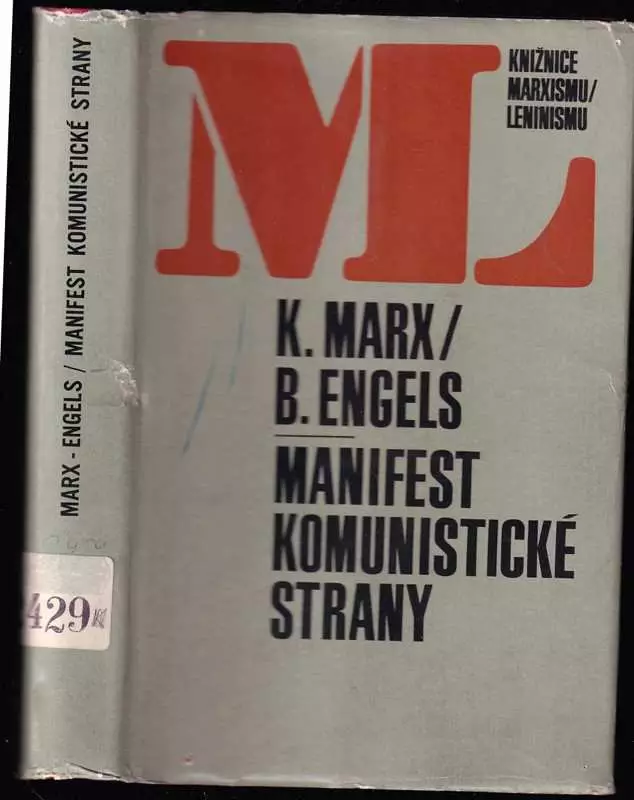 MARX - ENGELS / MANIFEST KOMUNISTICKÉ STRANY
429
ML
KNIŽNICE
MARXISMU/
LENINISMU
K. MARX/
B. ENGELS
MANIFEST
KOMUNISTICKÉ
STRANY